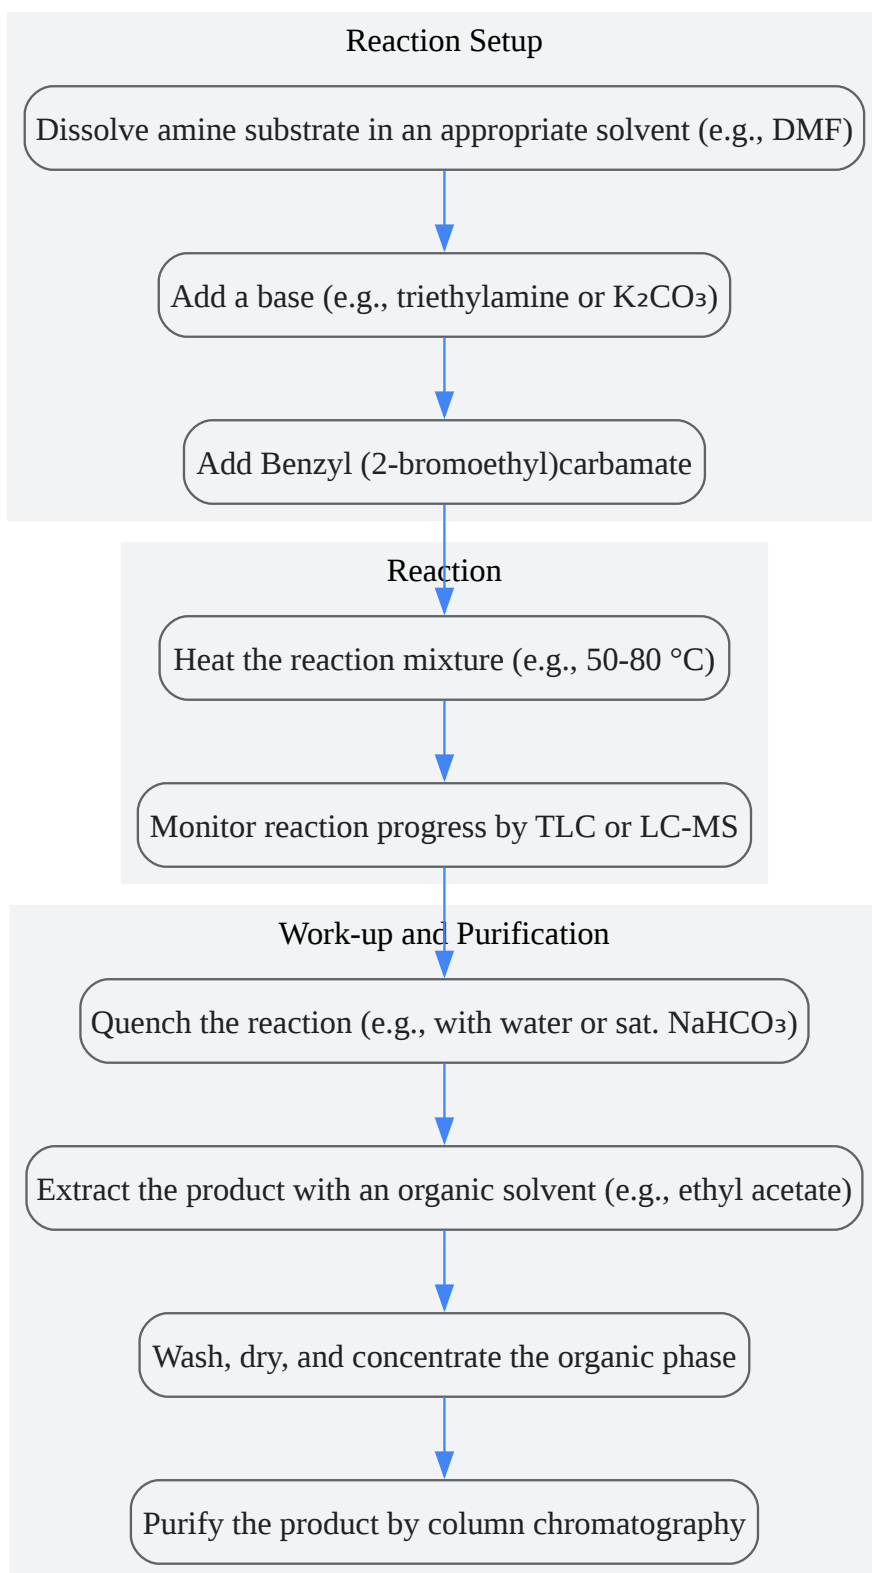 Reaction Setup
Dissolve amine substrate in an appropriate solvent (e.g., DMF)
Add a base (e.g., triethylamine or K₂CO₃)
Add Benzyl (2-bromoethyl)carbamate
Reaction
Heat the reaction mixture (e.g., 50-80 °C)
Monitor reaction progress by TLC or LC-MS
Work-up and Purification
Quench the reaction (e.g., with water or sat. NaHCO₃)
Extract the product with an organic solvent (e.g., ethyl acetate)
Wash, dry, and concentrate the organic phase
Purify the product by column chromatography